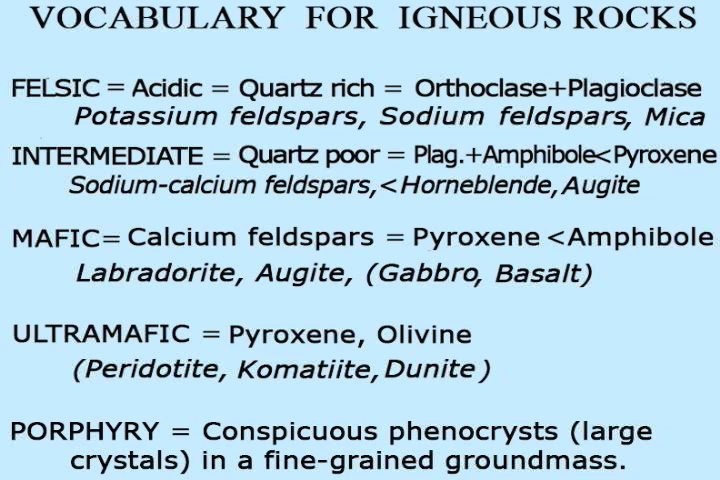 VOCABULARY FOR IGNEOUS ROCKS
FELSIC = Acidic = Quartz rich = Orthoclase+Plagioclase
Potassium feldspars, Sodium feldspars, Mica
INTERMEDIATE = Quartz poor = Plag.+Amphibole<Pyroxene
Sodium-calcium feldspars,<Horneblende, Augite
MAFIC= Calcium feldspars = Pyroxene <Amphibole
Labradorite, Augite, (Gabbro, Basalt)
ULTRAMAFIC = Pyroxene, Olivine
(Peridotite, Komatiite, Dunite )
PORPHYRY = Conspicuous phenocrysts (large
crystals) in a fine-grained groundmass.